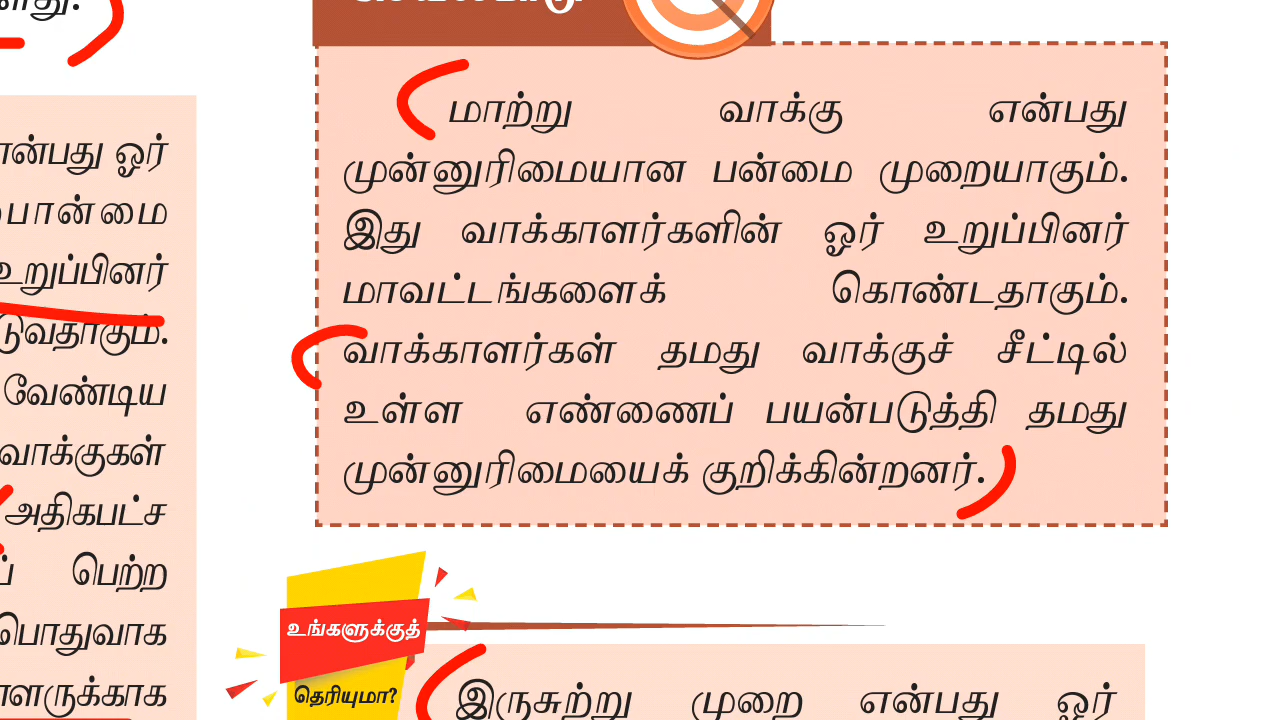 ன்பது ஓர்
பான்மை
உறுப்பினர்
டுவதாகும்.
வேண்டிய
வாக்குகள்
அதிகபட்ச
பெற்ற
பொதுவாக
ளருக்காக
மாற்று வாக்கு என்பது
முன்னுரிமையான பன்மை முறையாகும்.
இது வாக்காளர்களின் ஓர் உறுப்பினர்
மாவட்டங்களைக் கொண்டதாகும்.
வாக்காளர்கள் தமது வாக்குச் சீட்டில்
உள்ள எண்ணைப் பயன்படுத்தி தமது
முன்னுரிமையைக் குறிக்கின்றனர்.
உங்களுக்குத்
தெரியுமா?
இருசுற்று முறை என்பது ஓர்